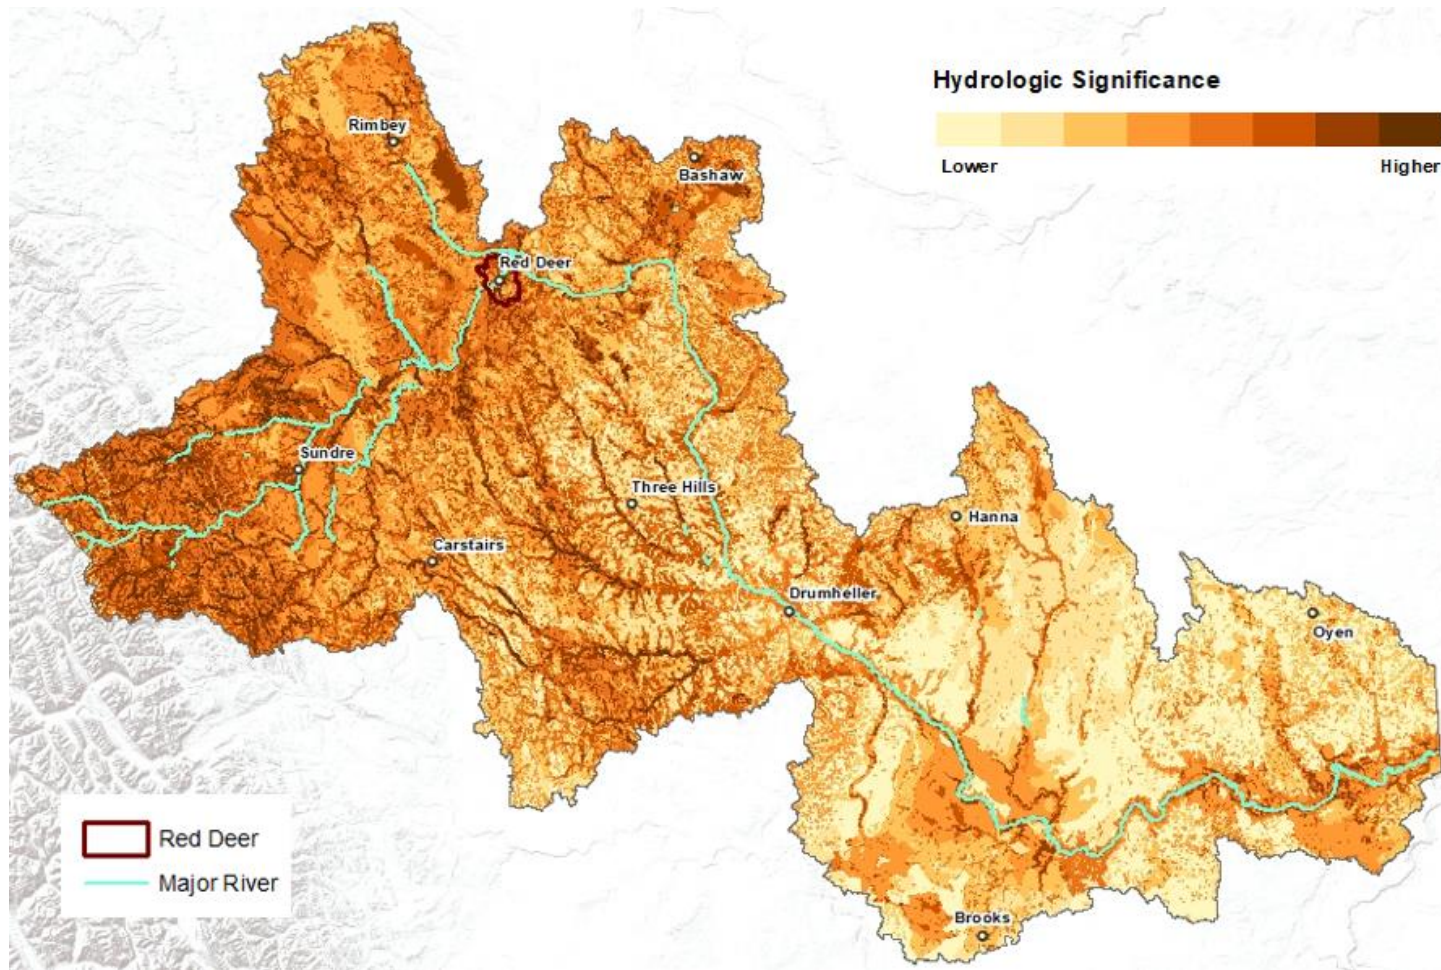 Hydrologic Significance
Lower Higher
Rimbey
Bashaw
Red Deer
Sundre
Three Hills
Hanna
Carstairs
Drumheller
Oyen
Brooks
Red Deer
Major River